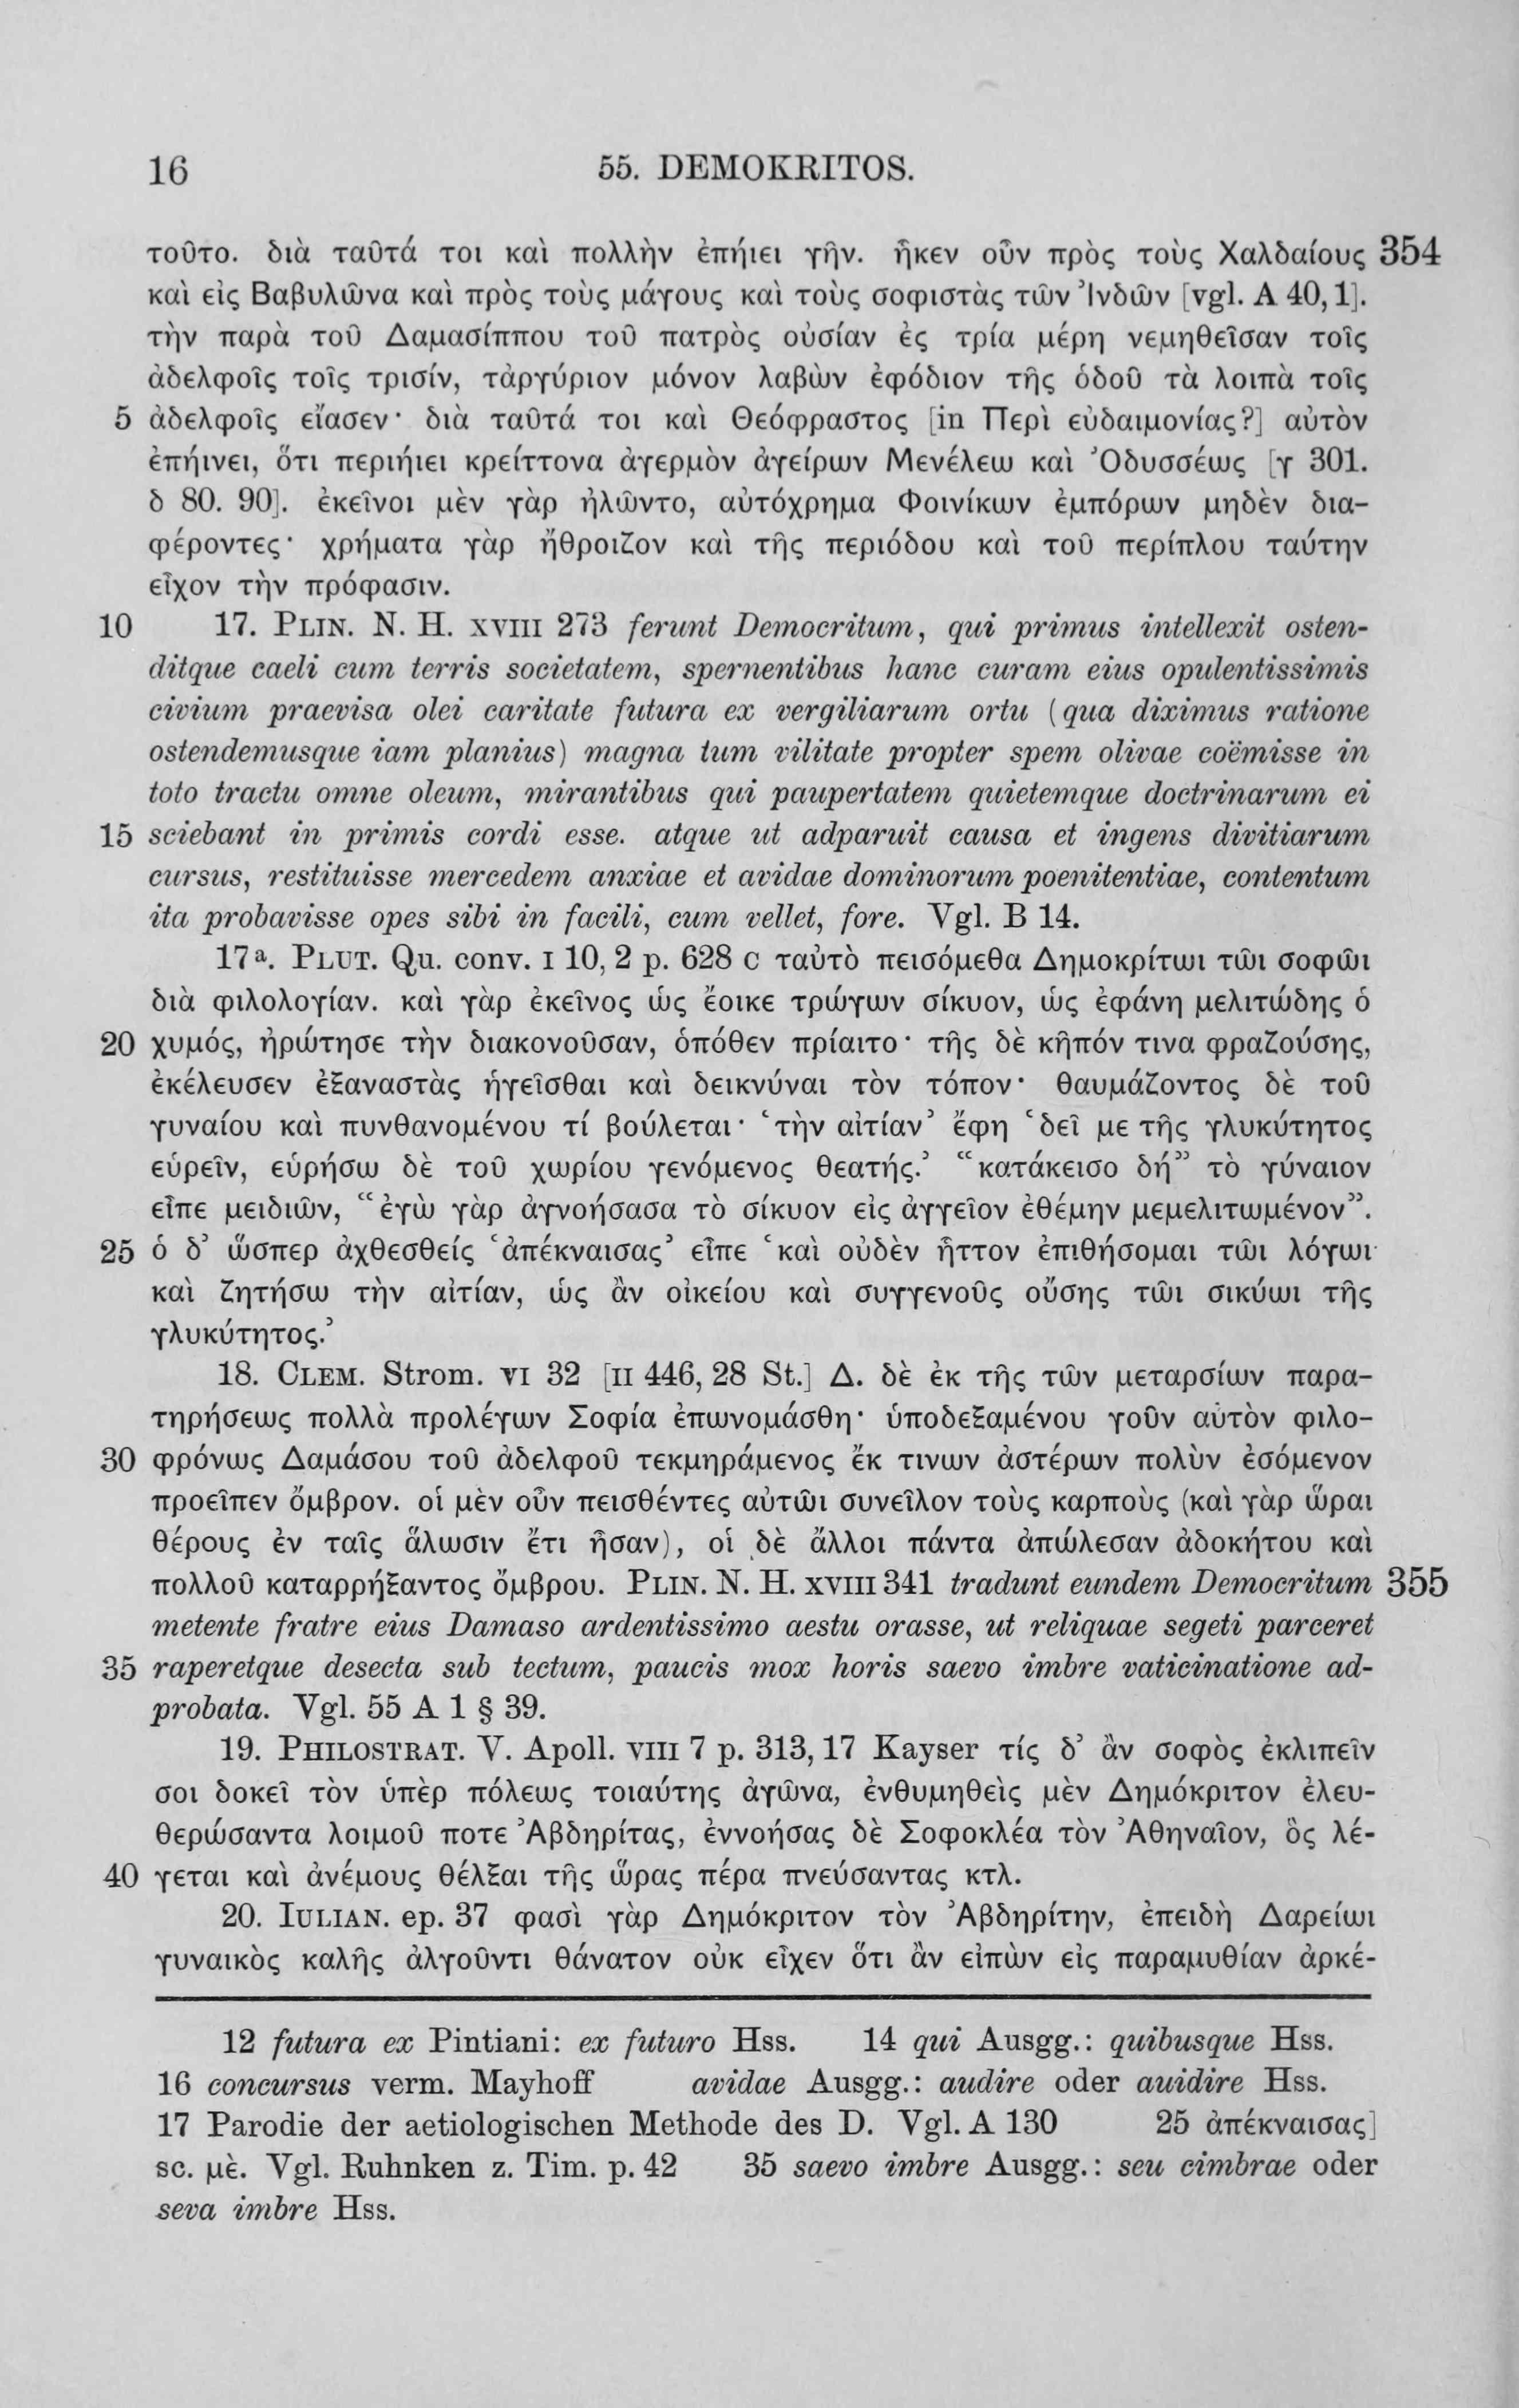 16 55. DEMOKRITOS.
τοῦτο. διὰ ταῦτά τοι καὶ πολλὴν ἐπήιει γῆν. ἧκεν οὖν πρὸς τοὺς Χαλδαίους 354
καὶ εἰς Βαβυλῶνα καὶ πρὸς τοὺς μάγους καὶ τοὺς σοφιστὰς τῶν Ἰνδῶν [vgl. A 40,1].
τὴν παρὰ τοῦ Δαμασίππου τοῦ πατρὸς οὐσίαν ἐς τρία μέρη νεμηθεῖσαν τοῖς
ἀδελφοῖς τοῖς τρισίν, τἀργύριον μόνον λαβὼν ἐφόδιον τῆς ὁδοῦ τὰ λοιπὰ τοῖς
5 ἀδελφοῖς εἴασεν· διὰ ταῦτά τοι καὶ Θεόφραστος [in Περὶ εὐδαιμονίας?] αὐτὸν
ἐπήινει, ὅτι περιήιει κρείττονα ἀγερμὸν ἀγείρων Μενέλεω καὶ Ὀδυσσέως [γ 301.
δ 80. 90]. ἐκεῖνοι μὲν γὰρ ἠλῶντο, αὐτόχρημα Φοινίκων ἐμπόρων μηδὲν δια-
φέροντες· χρήματα γὰρ ἤθροιζον καὶ τῆς περιόδου καὶ τοῦ περίπλου ταύτην
εἶχον τὴν πρόφασιν.
10 17. PLIN. N. H. XVIII 273 ferunt Democritum, qui primus intellexit osten-
ditque caeli cum terris societatem, spernentibus hanc curam eius opulentissimis
civium praevisa olei caritate futura ex vergiliarum ortu (qua diximus ratione
ostendemusque iam planius) magna tum vilitate propter spem olivae coëmisse in
toto tractu omne oleum, mirantibus qui paupertatem quietemque doctrinarum ei
15 sciebant in primis cordi esse. atque ut adparuit causa et ingens divitiarum
cursus, restituisse mercedem anxiae et avidae dominorum poenitentiae, contentum
ita probavisse opes sibi in facili, cum vellet, fore. Vgl. B 14.
17ª. PLUT. Qu. conv. I 10, 2 p. 628 C ταὐτὸ πεισόμεθα Δημοκρίτωι τῶι σοφῶι
διὰ φιλολογίαν. καὶ γὰρ ἐκεῖνος ὡς ἔοικε τρώγων σίκυον, ὡς ἐφάνη μελιτώδης ὁ
20 χυμός, ἠρώτησε τὴν διακονοῦσαν, ὁπόθεν πρίαιτο· τῆς δὲ κῆπόν τινα φραζούσης,
ἐκέλευσεν ἐξαναστὰς ἡγεῖσθαι καὶ δεικνύναι τὸν τόπον· θαυμάζοντος δὲ τοῦ
γυναίου καὶ πυνθανομένου τί βούλεται· ‘τὴν αἰτίαν’ ἔφη ‘δεῖ με τῆς γλυκύτητος
εὑρεῖν, εὑρήσω δὲ τοῦ χωρίου γενόμενος θεατής.’ “κατάκεισο δή” τὸ γύναιον
εἶπε μειδιῶν, “ἐγὼ γὰρ ἀγνοήσασα τὸ σίκυον εἰς ἀγγεῖον ἐθέμην μεμελιτωμένον”.
25 ὁ δ’ ὥσπερ ἀχθεσθείς ‘ἀπέκναισας’ εἶπε ‘καὶ οὐδὲν ἧττον ἐπιθήσομαι τῶι λόγωι
καὶ ζητήσω τὴν αἰτίαν, ὡς ἂν οἰκείου καὶ συγγενοῦς οὔσης τῶι σικύωι τῆς
γλυκύτητος.’
18. CLEM. Strom. VI 32 [II 446, 28 St.] Δ. δὲ ἐκ τῆς τῶν μεταρσίων παρα-
τηρήσεως πολλὰ προλέγων Σοφία ἐπωνομάσθη· ὑποδεξαμένου γοῦν αὐτὸν φιλο-
30 φρόνως Δαμάσου τοῦ ἀδελφοῦ τεκμηράμενος ἔκ τινων ἀστέρων πολὺν ἐσόμενον
προεῖπεν ὄμβρον. οἱ μὲν οὖν πεισθέντες αὐτῶι συνεῖλον τοὺς καρποὺς (καὶ γὰρ ὥραι
θέρους ἐν ταῖς ἅλωσιν ἔτι ἦσαν), οἱ δὲ ἄλλοι πάντα ἀπώλεσαν ἀδοκήτου καὶ
πολλοῦ καταρρήξαντος ὄμβρου. PLIN. N. H. XVIII 341 tradunt eundem Democritum 355
metente fratre eius Damaso ardentissimo aestu orasse, ut reliquae segeti parceret
35 raperetque desecta sub tectum, paucis mox horis saevo imbre vaticinatione ad-
probata. Vgl. 55 A 1 § 39.
19. PHILOSTRAT. V. Apoll. VIII 7 p. 313, 17 Kayser τίς δ’ ἂν σοφὸς ἐκλιπεῖν
σοι δοκεῖ τὸν ὑπὲρ πόλεως τοιαύτης ἀγῶνα, ἐνθυμηθεὶς μὲν Δημόκριτον ἐλευ-
θερώσαντα λοιμοῦ ποτε Ἀβδηρίτας, ἐννοήσας δὲ Σοφοκλέα τὸν Ἀθηναῖον, ὃς λέ-
40 γεται καὶ ἀνέμους θέλξαι τῆς ὥρας πέρα πνεύσαντας κτλ.
20. IULIAN. ep. 37 φασὶ γὰρ Δημόκριτον τὸν Ἀβδηρίτην, ἐπειδὴ Δαρείωι
γυναικὸς καλῆς ἀλγοῦντι θάνατον οὐκ εἶχεν ὅτι ἂν εἰπὼν εἰς παραμυθίαν ἀρκέ-
12 futura ex Pintiani: ex futuro Hss. 14 qui Ausgg.: quibusque Hss.
16 concursus verm. Mayhoff avidae Ausgg.: audire oder auidire Hss.
17 Parodie der aetiologischen Methode des D. Vgl. A 130 25 ἀπέκναισας]
sc. μὲ. Vgl. Ruhnken z. Tim. p. 42 35 saevo imbre Ausgg.: seu cimbrae oder
seva imbre Hss.